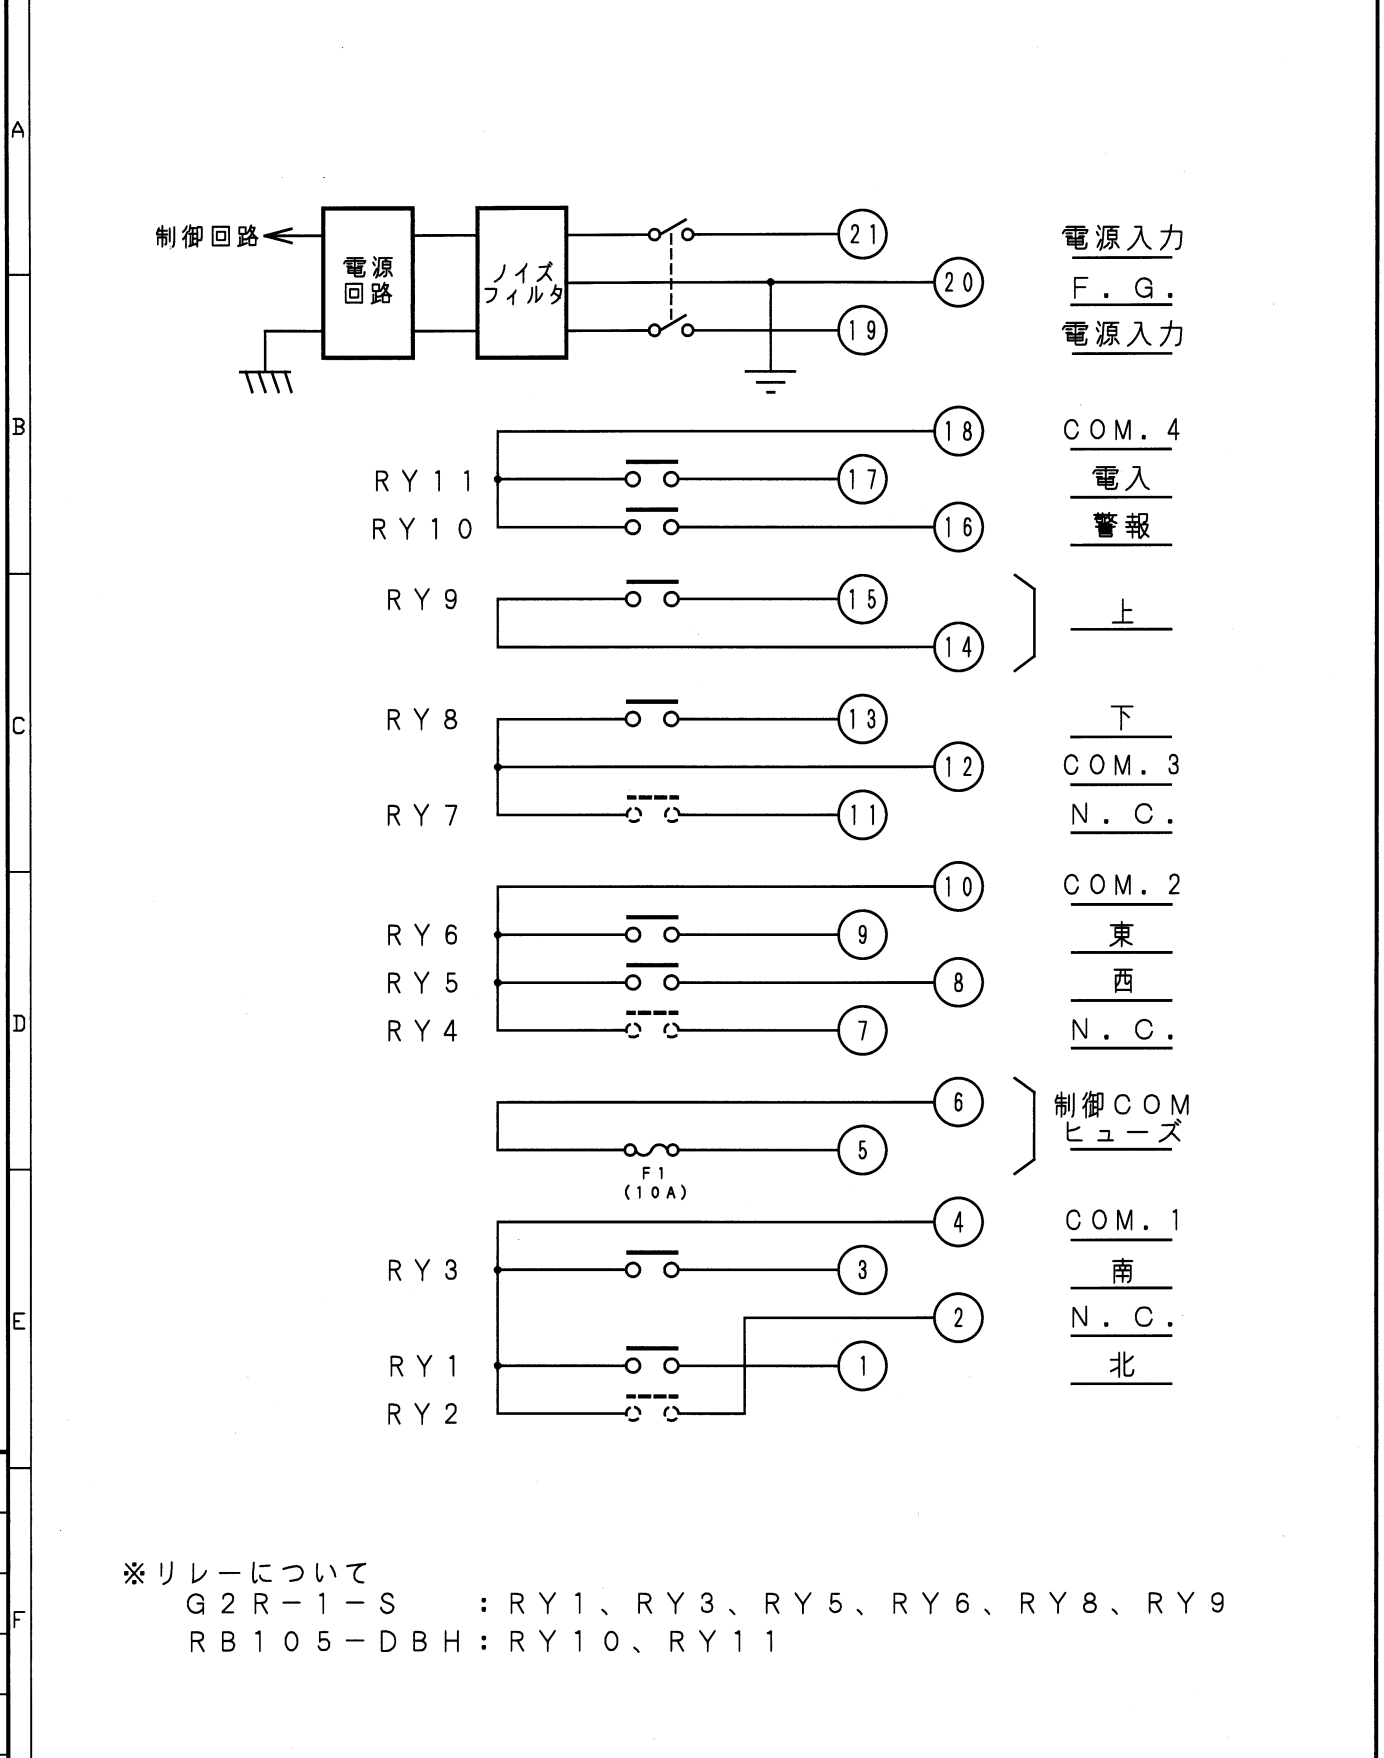 A
制御回路
電源
回路
ノイズ
フィルタ
21
電源入力
20
F. G.
19
電源入力
B
18
COM. 4
RY11
17
電入
RY10
16
警報
RY9
15
上
14
C
RY8
13
下
12
COM. 3
RY7
11
N. C.
10
COM. 2
RY6
9
東
RY5
8
西
D
RY4
7
N. C.
6
制御COM
ヒューズ
5
F1
(10A)
4
COM. 1
RY3
3
南
E
2
N. C.
RY1
1
北
RY2
※リレーについて
F
G2R-1-S :RY1、RY3、RY5、RY6、RY8、RY9
RB105-DBH:RY10、RY11